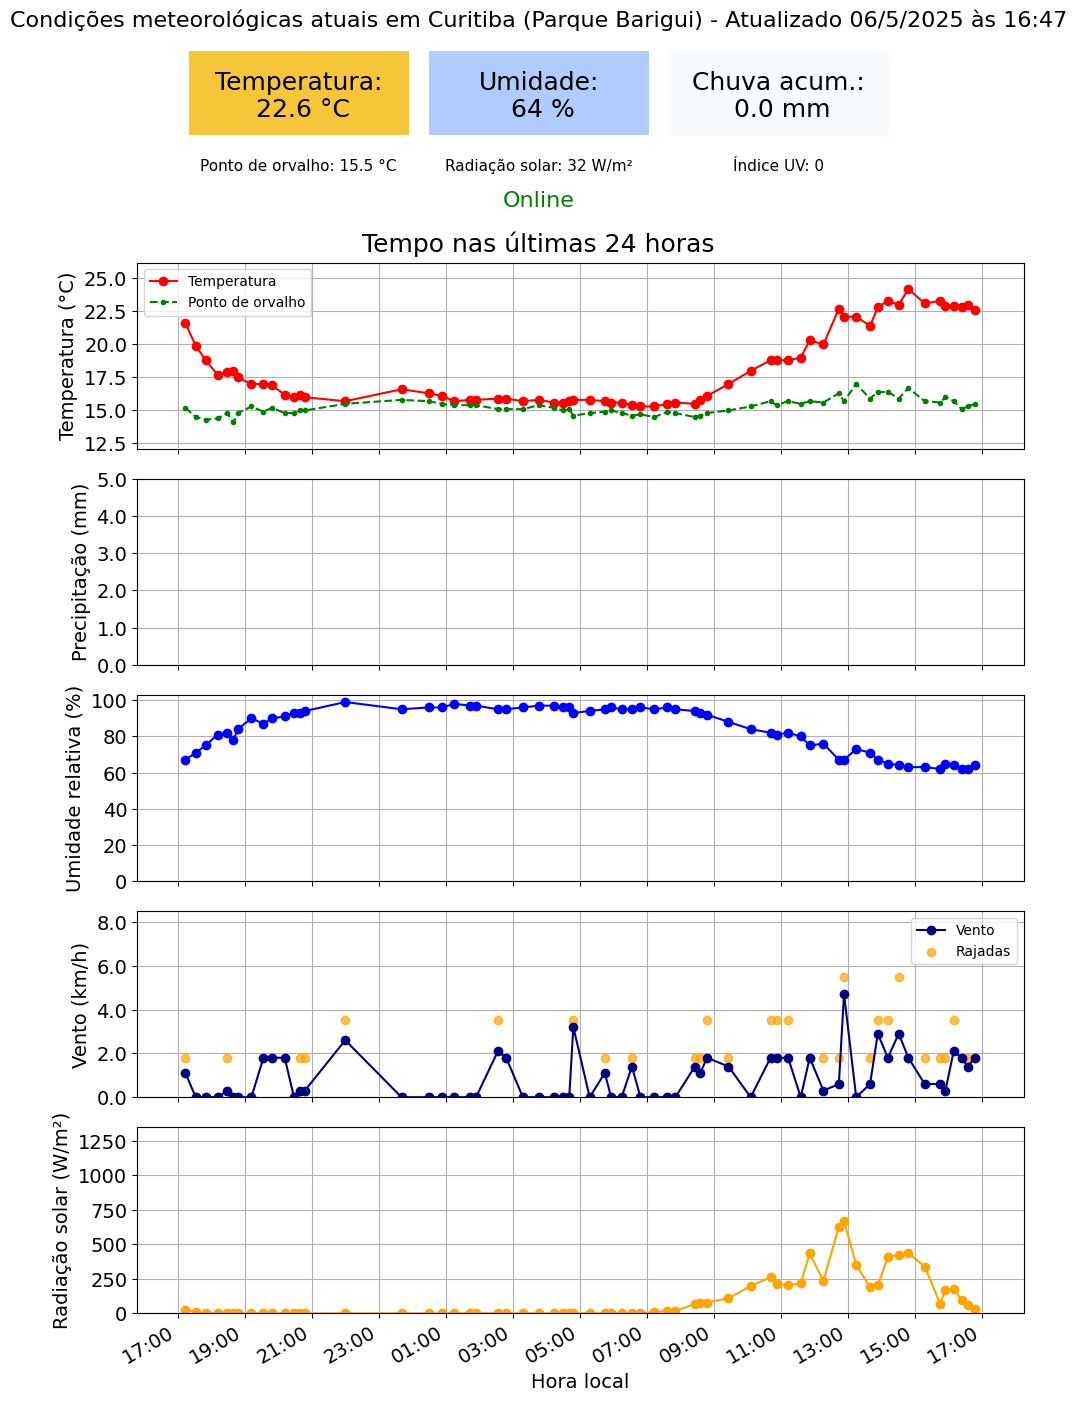 Condições meteorológicas atuais em Curitiba (Parque Barigui) - Atualizado 06/5/2025 às 16:47
Temperatura:
22.6 °C
Umidade:
64 %
Chuva acum.:
0.0 mm
Ponto de orvalho: 15.5 °C
Radiação solar: 32 W/m²
Índice UV: 0
Online
Tempo nas últimas 24 horas
Temperatura (°C)
25.0
22.5
20.0
17.5
15.0
12.5
Temperatura
Ponto de orvalho
Precipitação (mm)
5.0
4.0
3.0
2.0
1.0
0.0
Umidade relativa (%)
100
80
60
40
20
0
Vento (km/h)
8.0
6.0
4.0
2.0
0.0
Vento
Rajadas
Radiação solar (W/m²)
1250
1000
750
500
250
0
17:00
19:00
21:00
23:00
01:00
03:00
05:00
07:00
09:00
11:00
13:00
15:00
17:00
Hora local